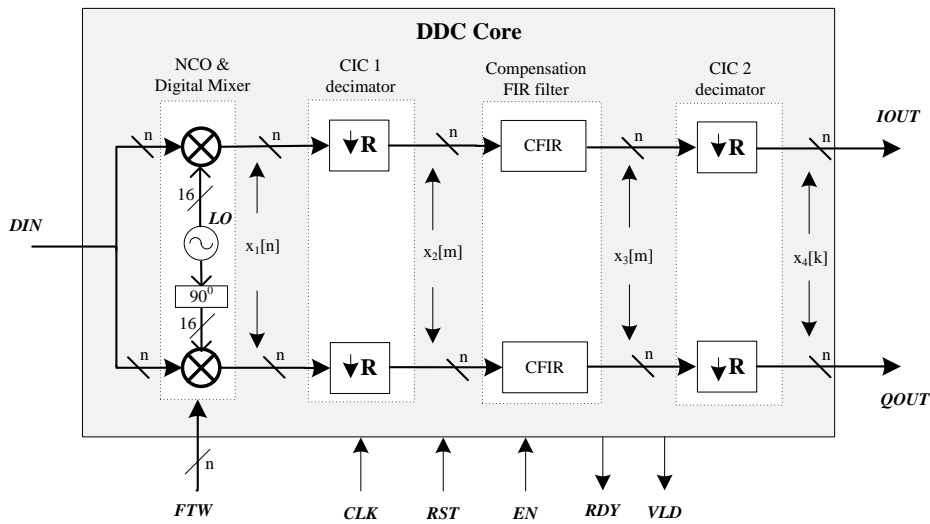 DDC Core
NCO &
Digital Mixer
CIC 1
decimator
Compensation
FIR filter
CIC 2
decimator
n
n
R
n
CFIR
n
R
n
IOUT
16
LO
DIN
x₁[n]
x₂[m]
x₃[m]
x₄[k]
90⁰
16
n
n
R
n
CFIR
n
R
n
QOUT
n
FTW
CLK
RST
EN
RDY
VLD